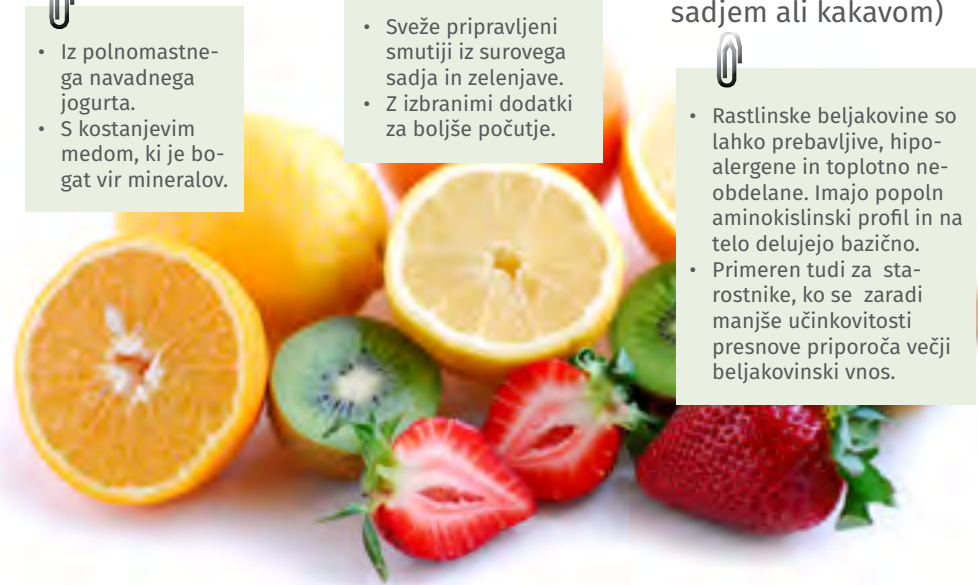 • Iz polnomastne-
ga navadnega
jogurta.
• S kostanjevim
medom, ki je bo-
gat vir mineralov.
• Sveže pripravljeni
smutiji iz surovega
sadja in zelenjave.
• Z izbranimi dodatki
za boljše počutje.
sadjem ali kakavom)
• Rastlinske beljakovine so
lahko prebavljive, hipo-
alergene in toplotno ne-
obdelane. Imajo popoln
aminokislinski profil in na
telo delujejo bazično.
• Primeren tudi za sta-
rostnike, ko se zaradi
manjše učinkovitosti
presnove priporoča večji
beljakovinski vnos.